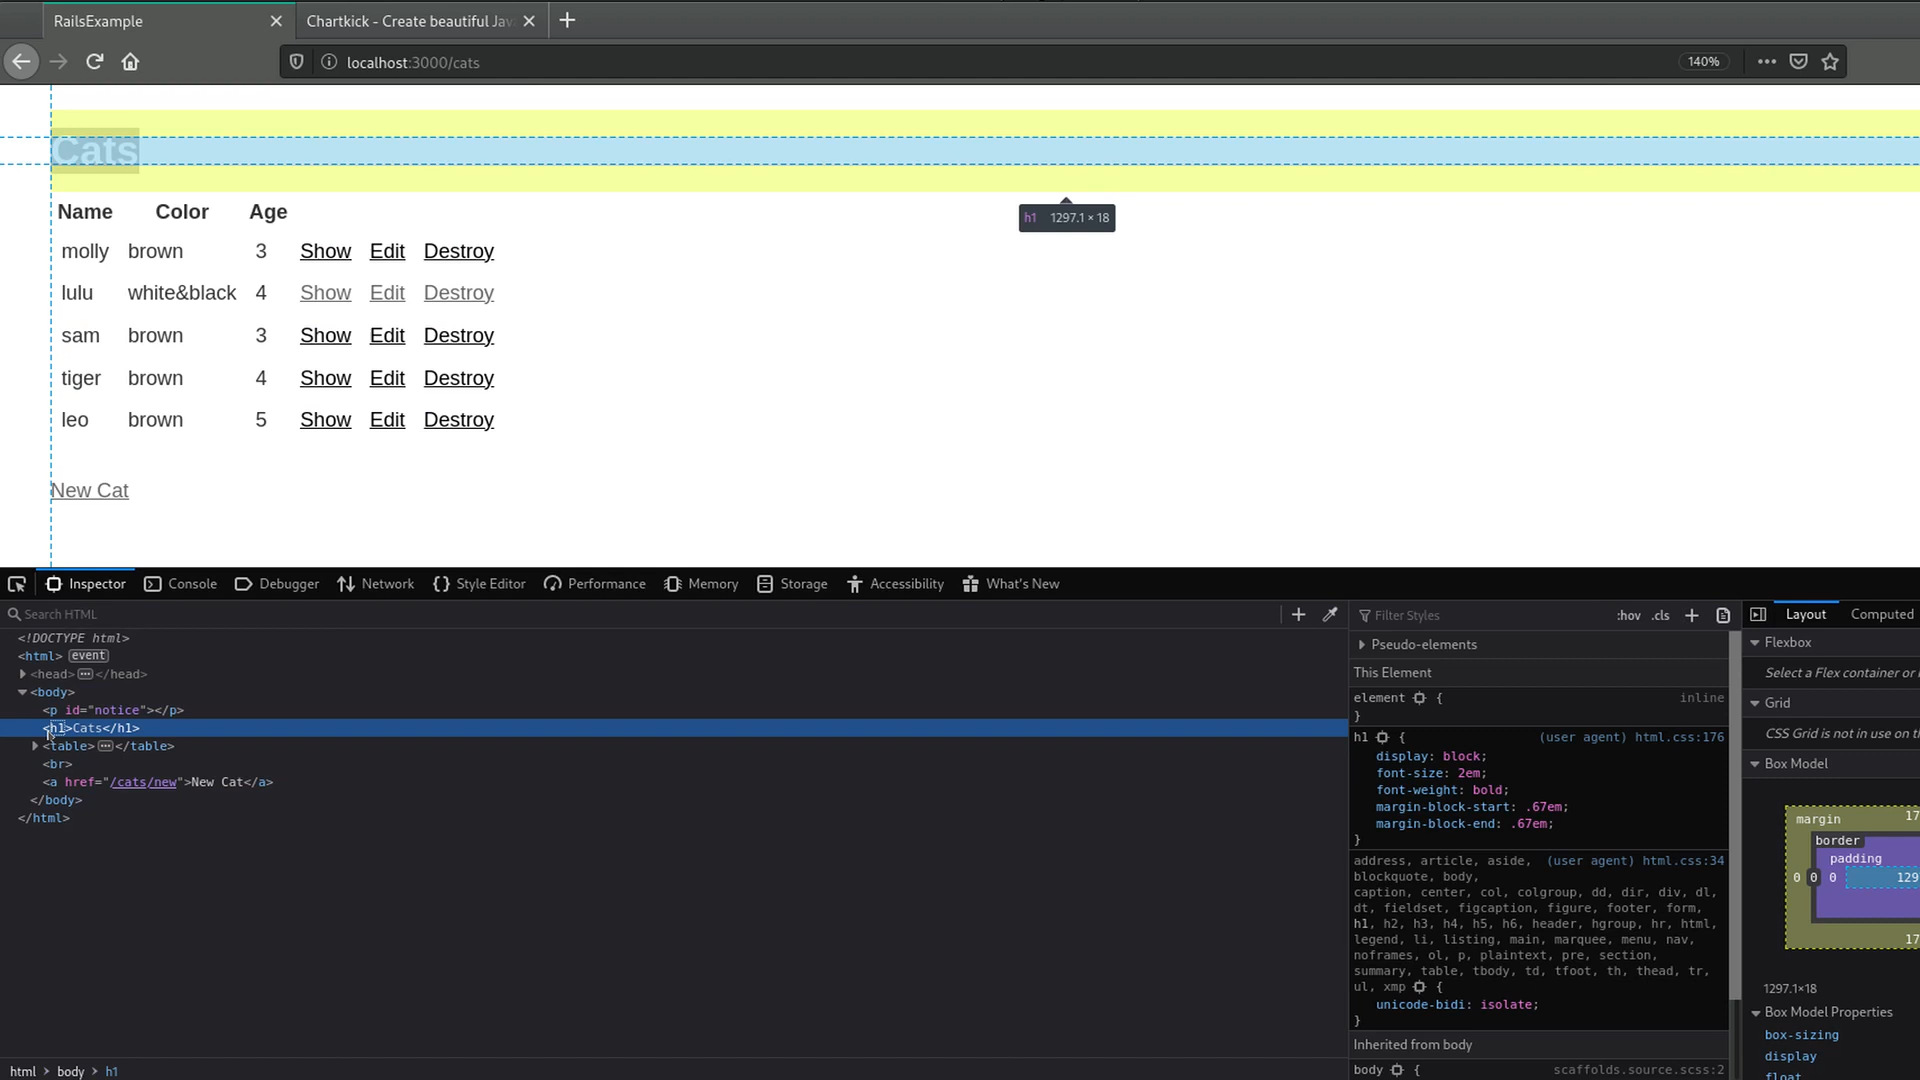 RailsExample
Chartkick - Create beautiful Jav
localhost:3000/cats
140%
Cats
h1 1297.1 × 18
Name Color Age
molly brown 3 Show Edit Destroy
lulu white&black 4 Show Edit Destroy
sam brown 3 Show Edit Destroy
tiger brown 4 Show Edit Destroy
leo brown 5 Show Edit Destroy
New Cat
Inspector Console Debugger Network Style Editor Performance Memory Storage Accessibility What's New
Search HTML
<!DOCTYPE html>
<html> event
<head> </head>
<body>
<p id="notice"></p>
<h1>Cats</h1>
<table> </table>
<br>
<a href="/cats/new">New Cat</a>
</body>
</html>
html > body > h1
Filter Styles :hov .cls
Pseudo-elements
This Element
element { inline
}
h1 { (user agent) html.css:176
display: block;
font-size: 2em;
font-weight: bold;
margin-block-start: .67em;
margin-block-end: .67em;
}
address, article, aside, (user agent) html.css:34
blockquote, body,
caption, center, col, colgroup, dd, dir, div, dl,
dt, fieldset, figcaption, figure, footer, form,
h1, h2, h3, h4, h5, h6, header, hgroup, hr, html,
legend, li, listing, main, marquee, menu, nav,
noframes, ol, p, plaintext, pre, section,
summary, table, tbody, td, tfoot, th, thead, tr,
ul, xmp {
unicode-bidi: isolate;
}
Inherited from body
body { scaffolds.source.scss:2
Layout Computed
Flexbox
Select a Flex container or
Grid
CSS Grid is not in use on
Box Model
margin 17
border
padding
0 0 0 129
17
1297.1×18
Box Model Properties
box-sizing
display
float